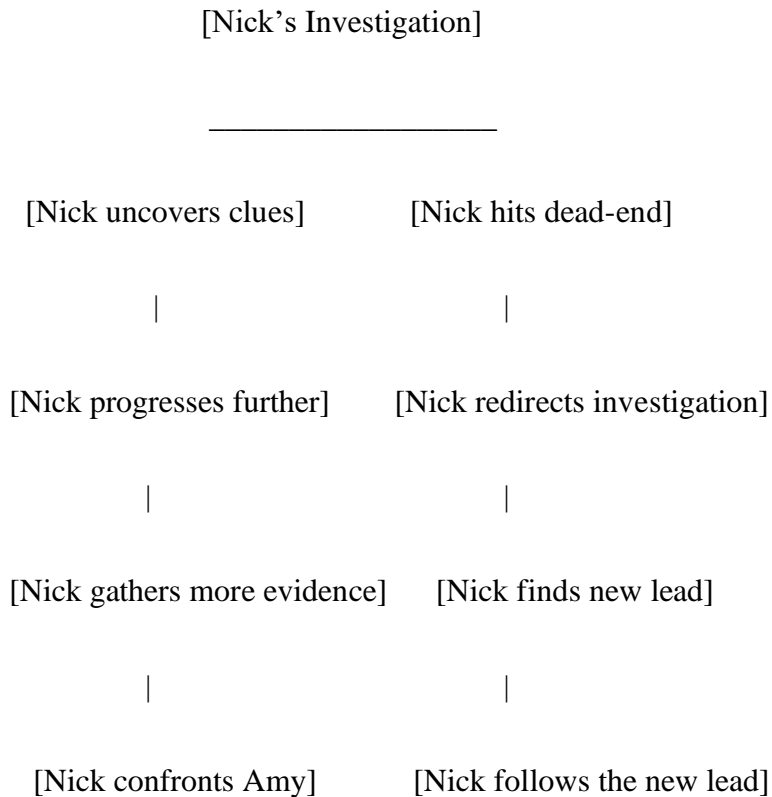 [Nick’s Investigation]
__________________
[Nick uncovers clues] [Nick hits dead-end]
| |
[Nick progresses further] [Nick redirects investigation]
| |
[Nick gathers more evidence] [Nick finds new lead]
| |
[Nick confronts Amy] [Nick follows the new lead]